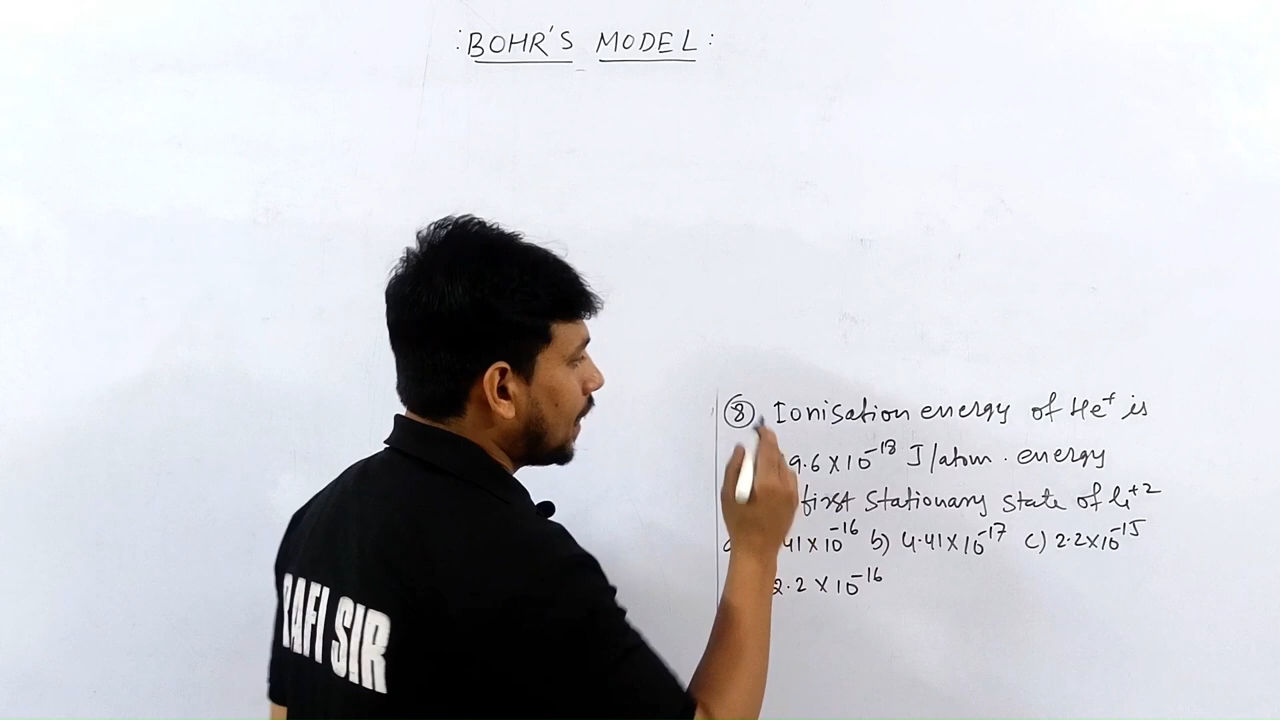 : BOHR'S MODEL :
⑧ Ionisation energy of He⁺ is
9.6 × 10⁻¹⁸ J/atom. energy
first stationary state of Li⁺²
41 × 10⁻¹⁶ b) 4.41 × 10⁻¹⁷ c) 2.2 × 10⁻¹⁵
2.2 × 10⁻¹⁶
RAFI SIR